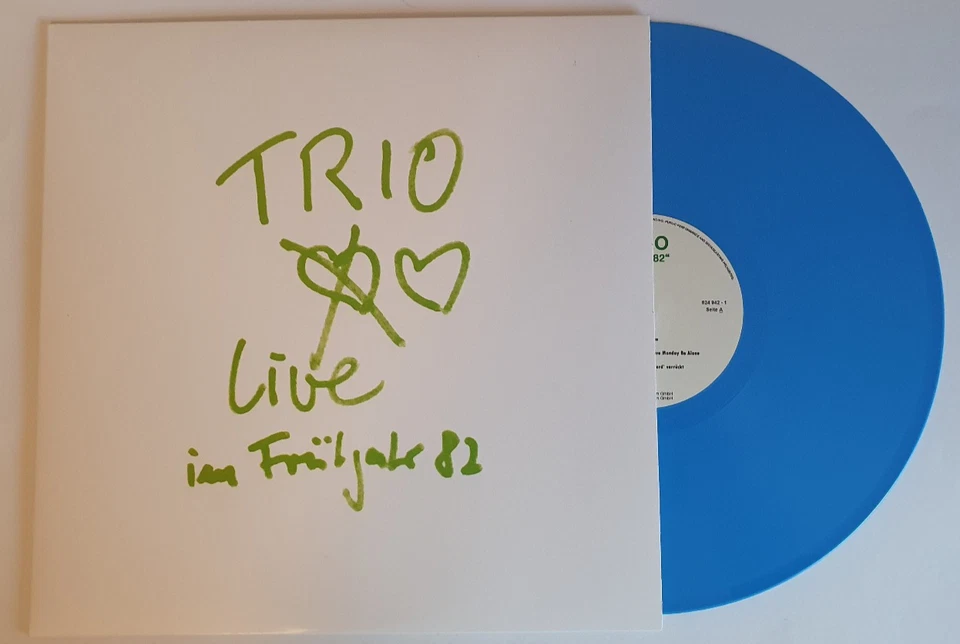 TRIO
Live
im Frühjahr 82
O
82"
824 842 - 1
Seite A
Monday Be Alone
verrückt